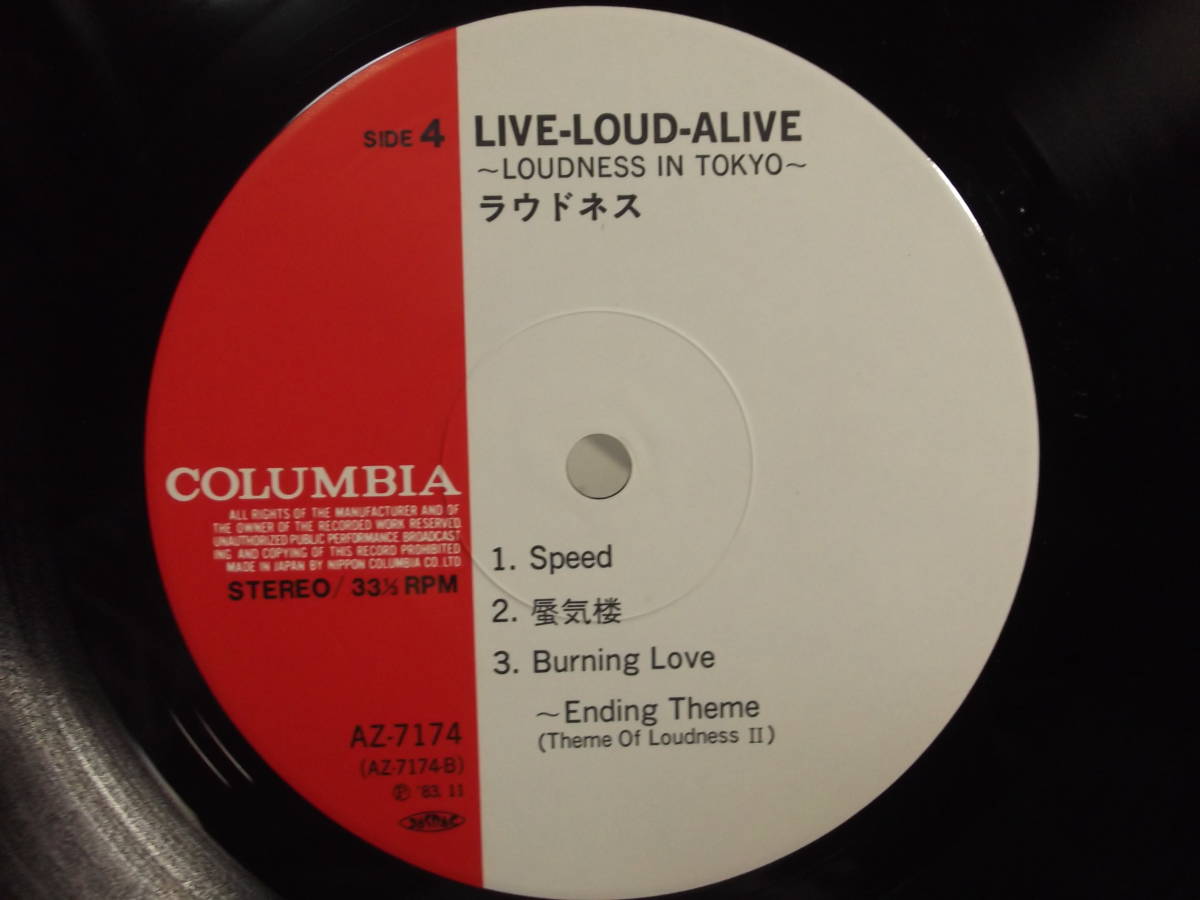 SIDE 4
LIVE-LOUD-ALIVE
~LOUDNESS IN TOKYO~
ラウドネス
COLUMBIA
ALL RIGHTS OF THE MANUFACTURER AND OF
THE OWNER OF THE RECORDED WORK RESERVED.
UNAUTHORIZED PUBLIC PERFORMANCE BROADCAST
ING AND COPYING OF THIS RECORD PROHIBITED
MADE IN JAPAN BY NIPPON COLUMBIA CO. LTD
STEREO/33⅓ RPM
1. Speed
2. 蜃気楼
3. Burning Love
~Ending Theme
(Theme Of Loudness II)
AZ-7174
(AZ-7174-B)
Ⓟ '83. 11